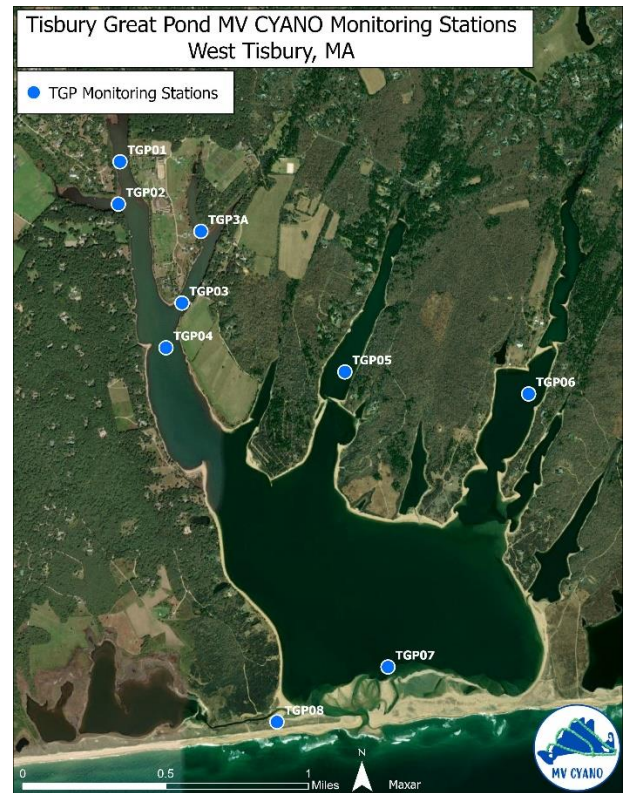 Tisbury Great Pond MV CYANO Monitoring Stations
West Tisbury, MA
TGP Monitoring Stations
TGP01
TGP02
TGP3A
TGP03
TGP04
TGP05
TGP06
TGP07
TGP08
N
0 0.5 1
Miles
Maxar
MV CYANO